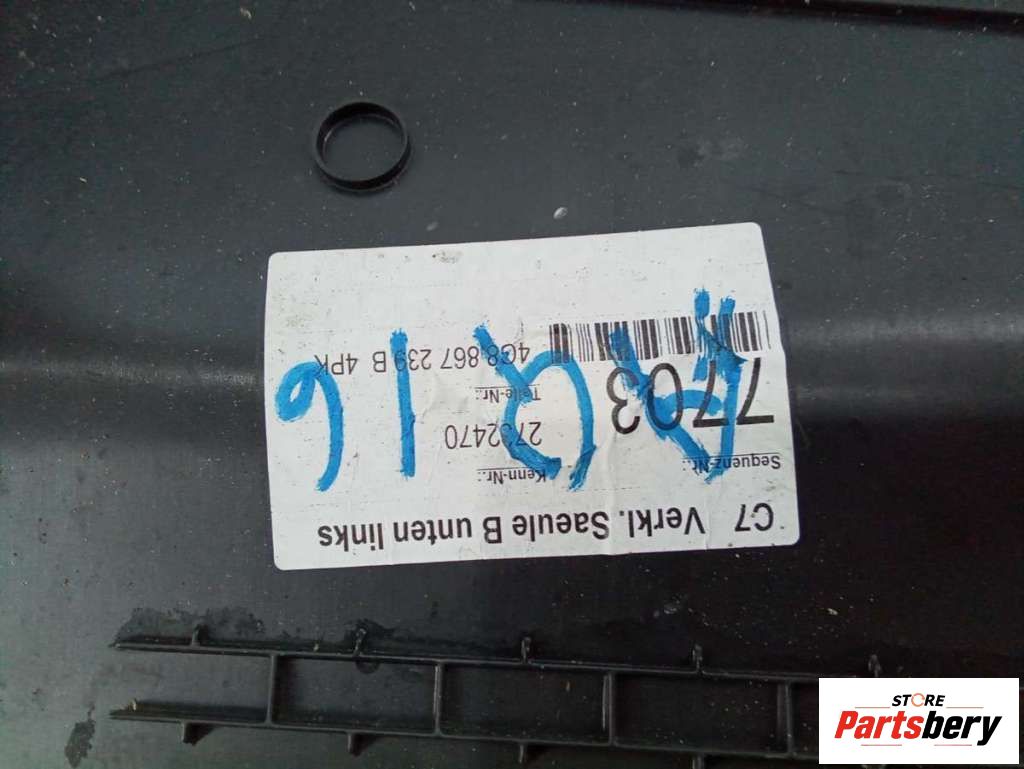 C7 Verkl. Saeule B unten links
Sequenz-Nr.:
7703
Kenn-Nr.:
2732470
Teile-Nr.:
4G8 867 239 B 4PK
STORE
Partsbery